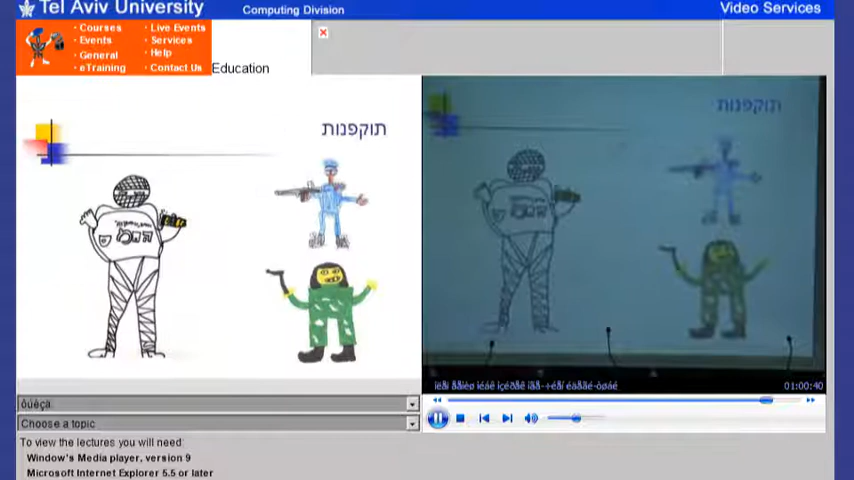 Tel Aviv University
Computing Division
Video Services
· Courses
· Events
· General
· eTraining
· Live Events
· Services
· Help
· Contact Us
Education
תוקפנות
תוקפנות
01:00:40
ôúéçä
Choose a topic
To view the lectures you will need:
Window's Media player, version 9
Microsoft Internet Explorer 5.5 or later